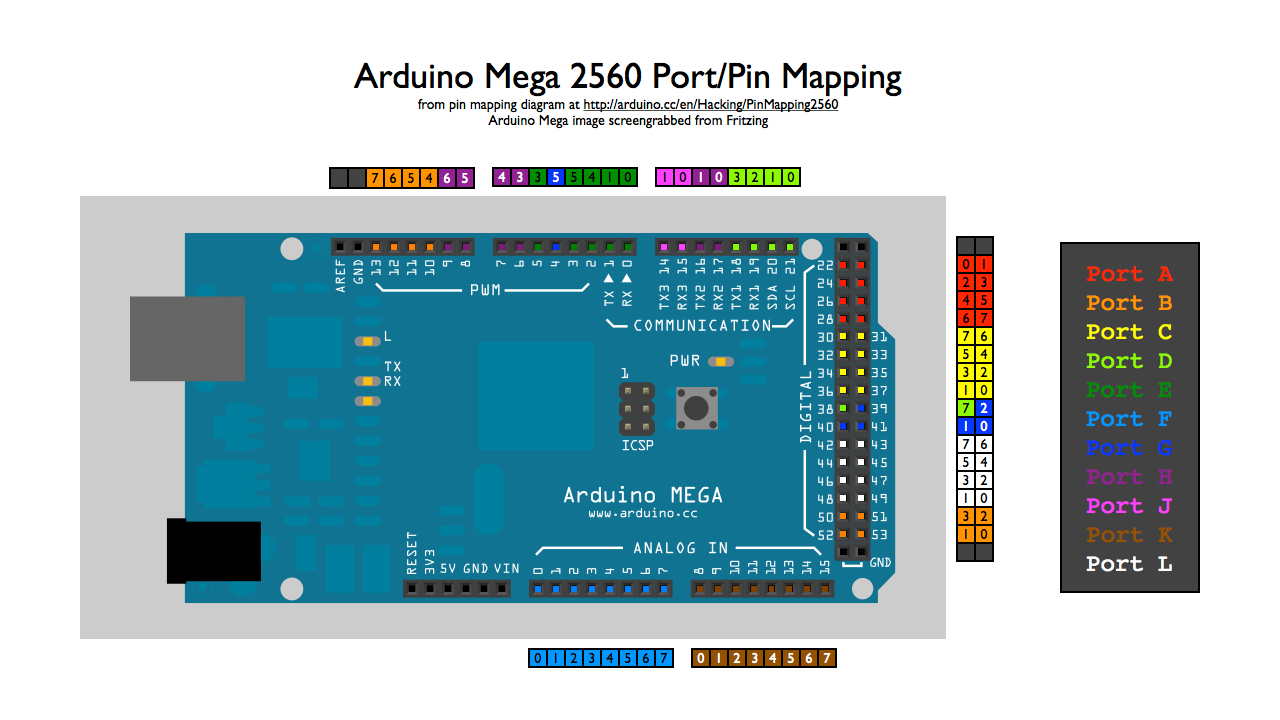 Arduino Mega 2560 Port/Pin Mapping
from pin mapping diagram at http://arduino.cc/en/Hacking/PinMapping2560
Arduino Mega image screengrabbed from Fritzing
7 6 5 4 6 5
4 3 3 5 5 4 1 0
1 0 1 0 3 2 1 0
AREF GND 13 12 11 10 9 8
7 6 5 4 3 2 1 0
14 15 16 17 18 19 20 21
PWM
TX RX
TX3 RX3 TX2 RX2 TX1 RX1 SDA SCL
COMMUNICATION
L
TX
RX
PWR
1
ICSP
DIGITAL
22
24
26
28
30 31
32 33
34 35
36 37
38 39
40 41
42 43
44 45
46 47
48 49
50 51
52 53
GND
Arduino MEGA
www.arduino.cc
ANALOG IN
RESET 3V3 5V GND VIN
0 1 2 3 4 5 6 7
8 9 10 11 12 13 14 15
0 1 2 3 4 5 6 7
0 1 2 3 4 5 6 7
0 1
2 3
4 5
6 7
7 6
5 4
3 2
1 0
7 2
1 0
7 6
5 4
3 2
1 0
3 2
1 0
Port A
Port B
Port C
Port D
Port E
Port F
Port G
Port H
Port J
Port K
Port L